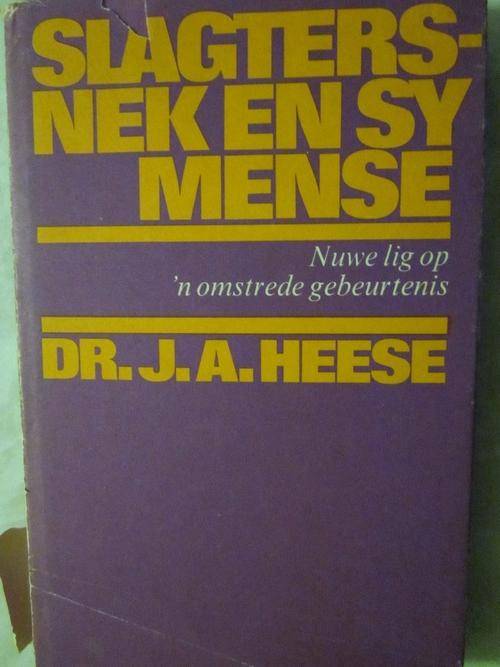 SLAGTERS-
NEK EN SY
MENSE
Nuwe lig op
'n omstrede gebeurtenis
DR. J. A. HEESE